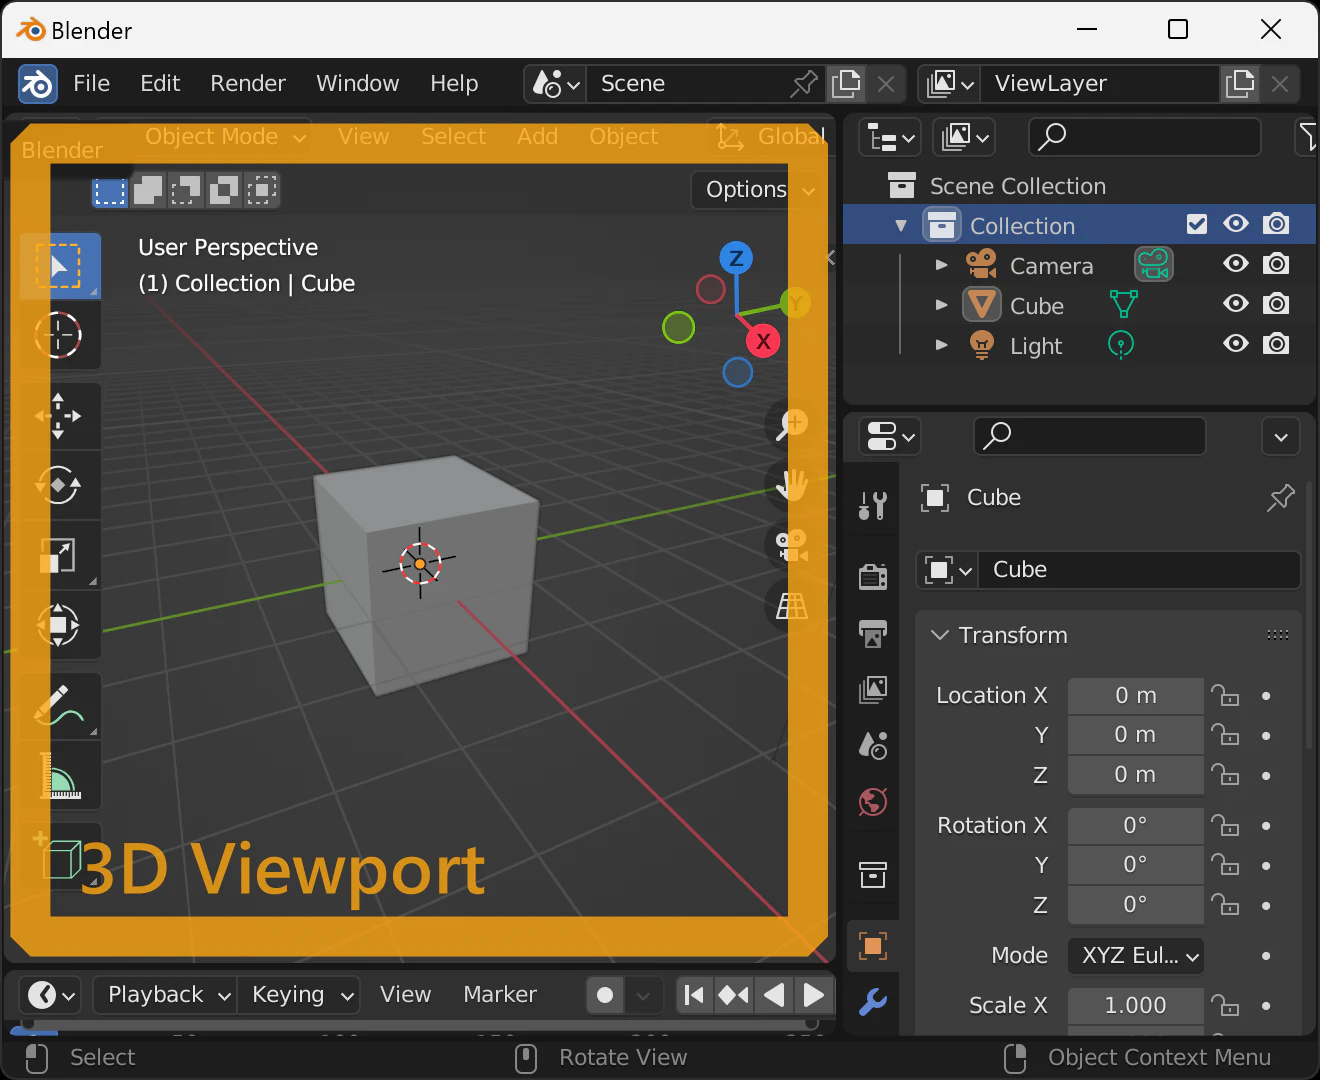 Blender
File Edit Render Window Help Scene ViewLayer
Object Mode View Select Add Object Global
Blender
Options
User Perspective
(1) Collection | Cube
Z
Y
X
3D Viewport
Scene Collection
Collection
Camera
Cube
Light
Cube
Cube
Transform
Location X 0 m
Y 0 m
Z 0 m
Rotation X 0°
Y 0°
Z 0°
Mode XYZ Eul...
Scale X 1.000
Playback Keying View Marker
Select Rotate View Object Context Menu